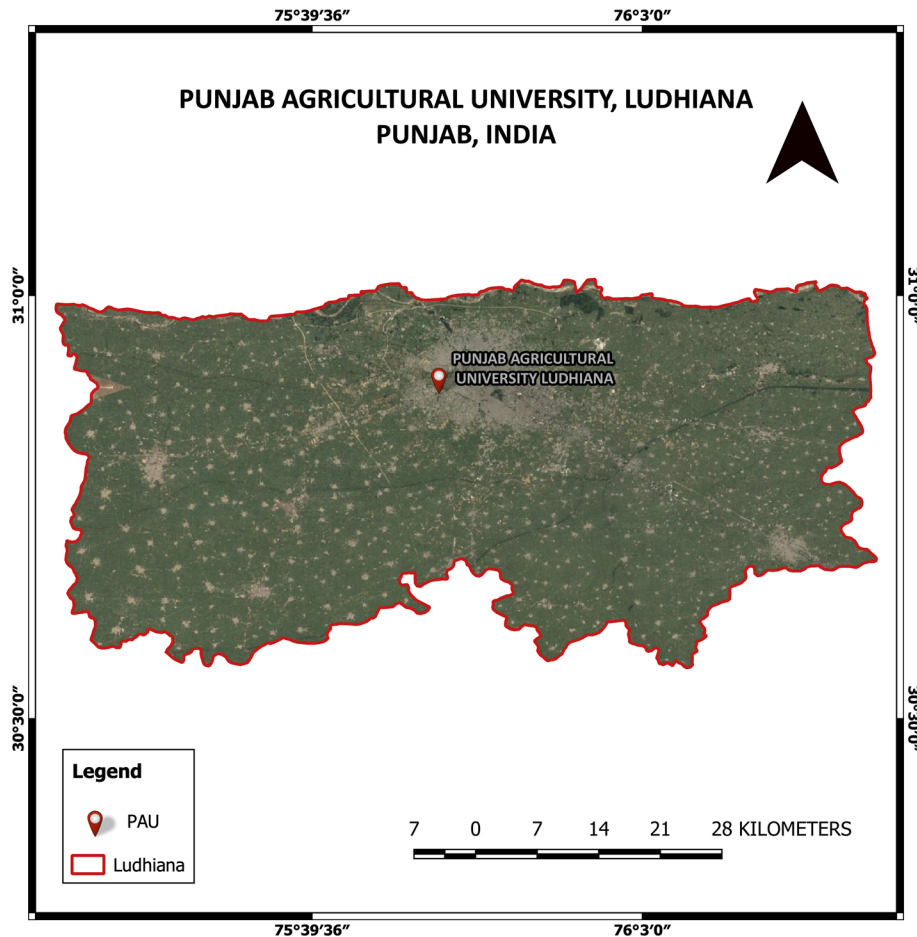 75°39′36″ 76°3′0″
PUNJAB AGRICULTURAL UNIVERSITY, LUDHIANA
PUNJAB, INDIA
31°0′0″ 31°0′0″
PUNJAB AGRICULTURAL
UNIVERSITY LUDHIANA
30°30′0″ 30°30′0″
Legend
PAU
Ludhiana
7 0 7 14 21 28 KILOMETERS
75°39′36″ 76°3′0″